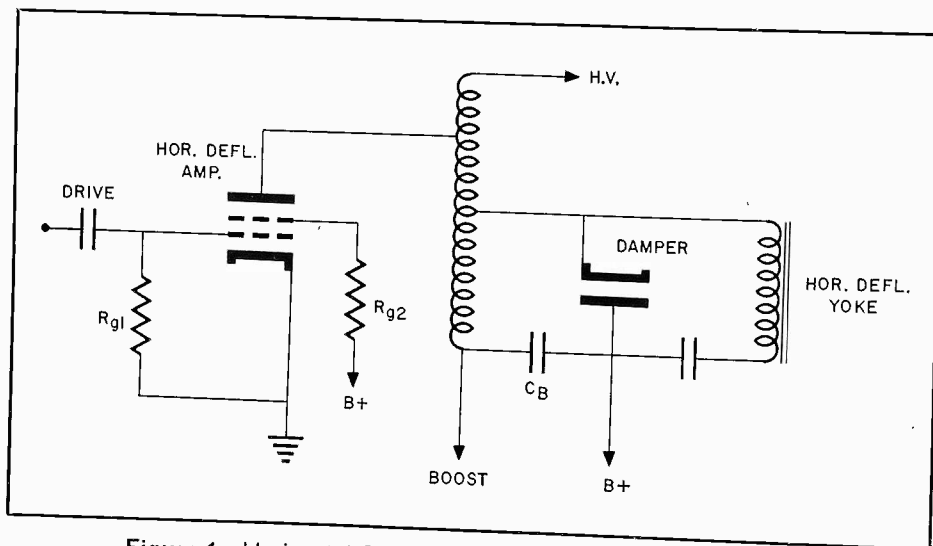 H.V.
HOR. DEFL.
AMP.
DRIVE
DAMPER
HOR. DEFL.
YOKE
Rg1
Rg2
B+
CB
BOOST
B+